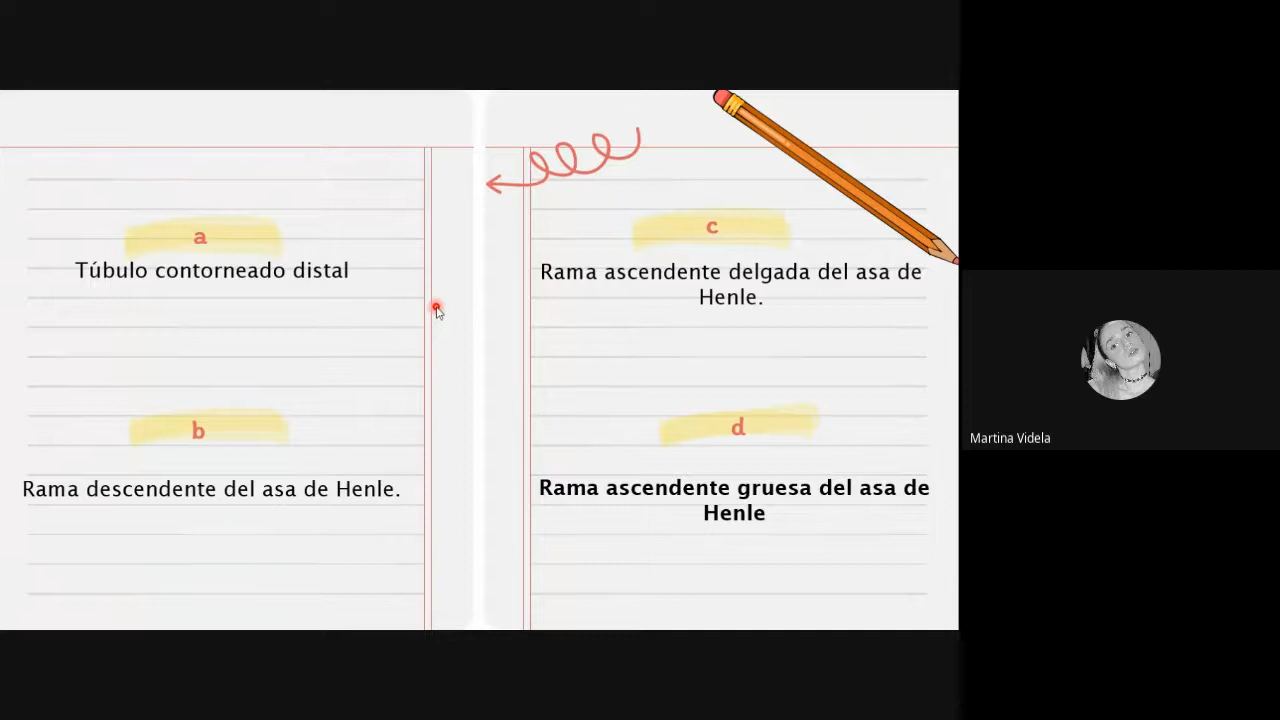 a
Túbulo contorneado distal
b
Rama descendente del asa de Henle.
c
Rama ascendente delgada del asa de
Henle.
d
Rama ascendente gruesa del asa de
Henle
Martina Videla